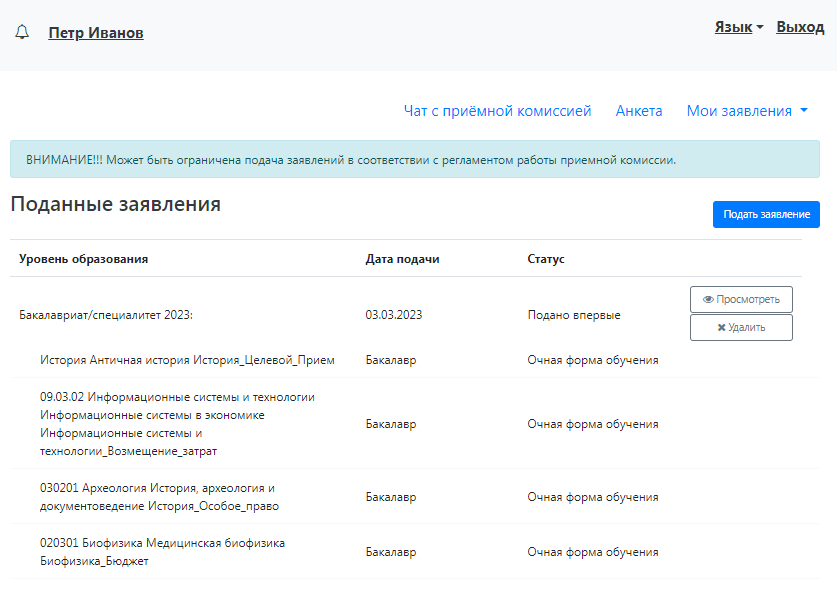 Петр Иванов
Язык
Выход
Чат с приёмной комиссией
Анкета
Мои заявления
ВНИМАНИЕ!!! Может быть ограничена подача заявлений в соответствии с регламентом работы приемной комиссии.
Поданные заявления
Подать заявление
Уровень образования Дата подачи Статус
Бакалавриат/специалитет 2023: 03.03.2023 Подано впервые
Просмотреть
Удалить
История Античная история История_Целевой_Прием Бакалавр Очная форма обучения
09.03.02 Информационные системы и технологии
Информационные системы в экономике
Информационные системы и
технологии_Возмещение_затрат
Бакалавр Очная форма обучения
030201 Археология История, археология и
документоведение История_Особое_право
Бакалавр Очная форма обучения
020301 Биофизика Медицинская биофизика
Биофизика_Бюджет
Бакалавр Очная форма обучения